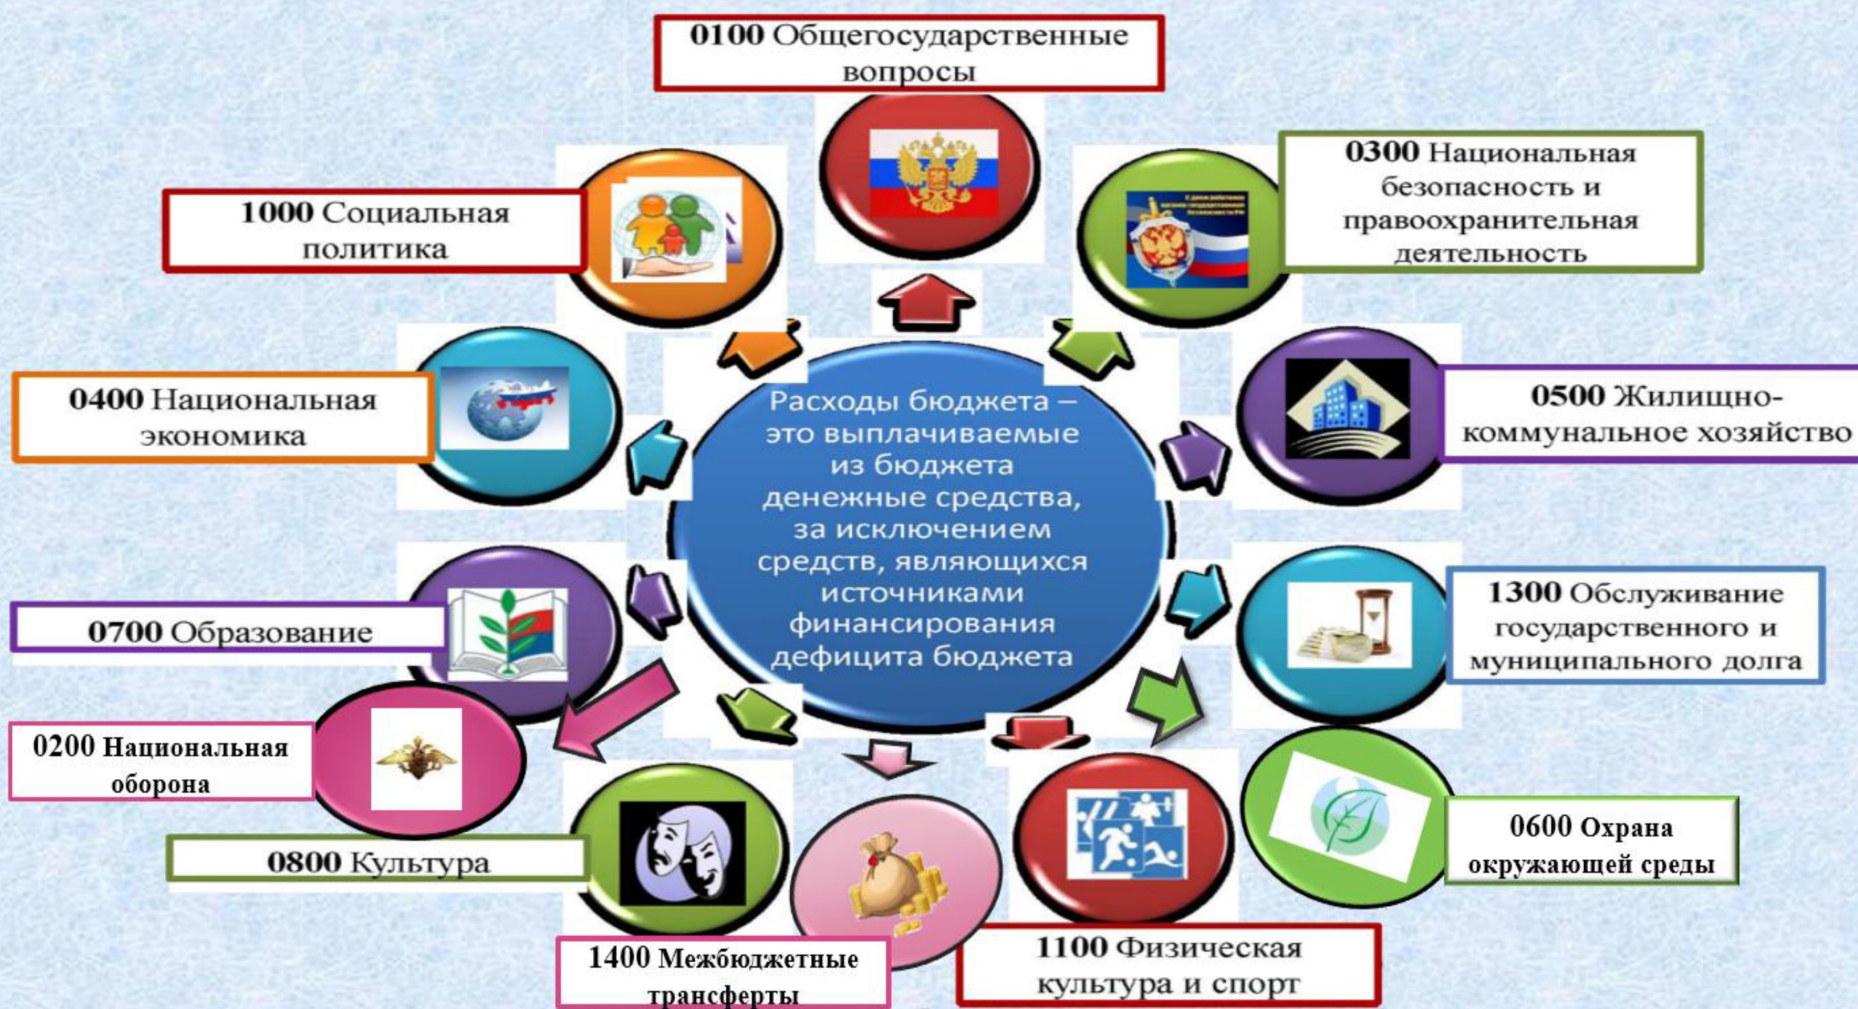 0100 Общегосударственные
вопросы
0300 Национальная
безопасность и
правоохранительная
деятельность
1000 Социальная
политика
0400 Национальная
экономика
0500 Жилищно-
коммунальное хозяйство
Расходы бюджета –
это выплачиваемые
из бюджета
денежные средства,
за исключением
средств, являющихся
источниками
финансирования
дефицита бюджета
0700 Образование
1300 Обслуживание
государственного и
муниципального долга
0200 Национальная
оборона
0800 Культура
0600 Охрана
окружающей среды
1400 Межбюджетные
трансферты
1100 Физическая
культура и спорт